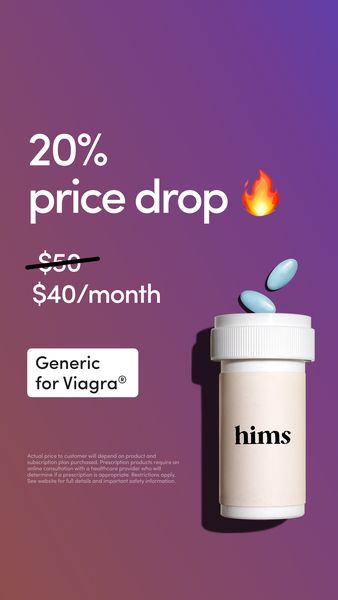 20%
price drop 🔥
$50
$40/month
Generic
for Viagra®
hims
Actual price to customer will depend on product and
subscription plan purchased. Prescription products require an
online consultation with a healthcare provider who will
determine if a prescription is appropriate. Restrictions apply.
See website for full details and important safety information.